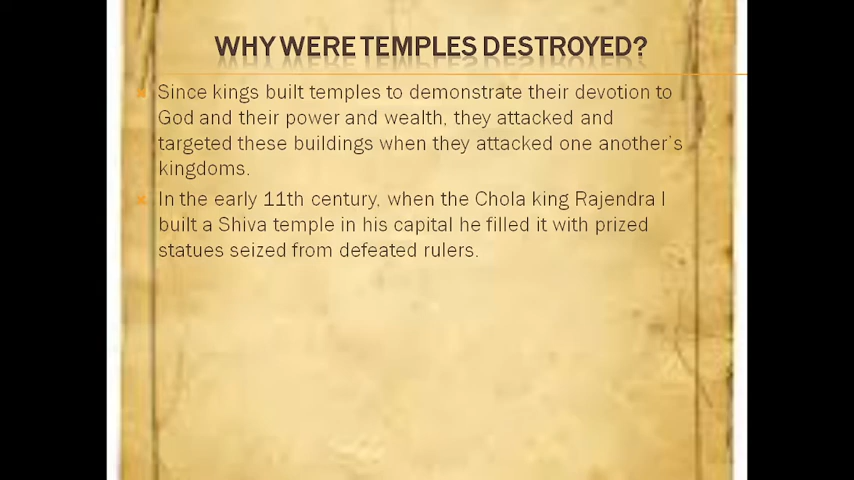 WHY WERE TEMPLES DESTROYED?
Since kings built temples to demonstrate their devotion to
God and their power and wealth, they attacked and
targeted these buildings when they attacked one another`s
kingdoms.
In the early 11th century, when the Chola king Rajendra I
built a Shiva temple in his capital he filled it with prized
statues seized from defeated rulers.